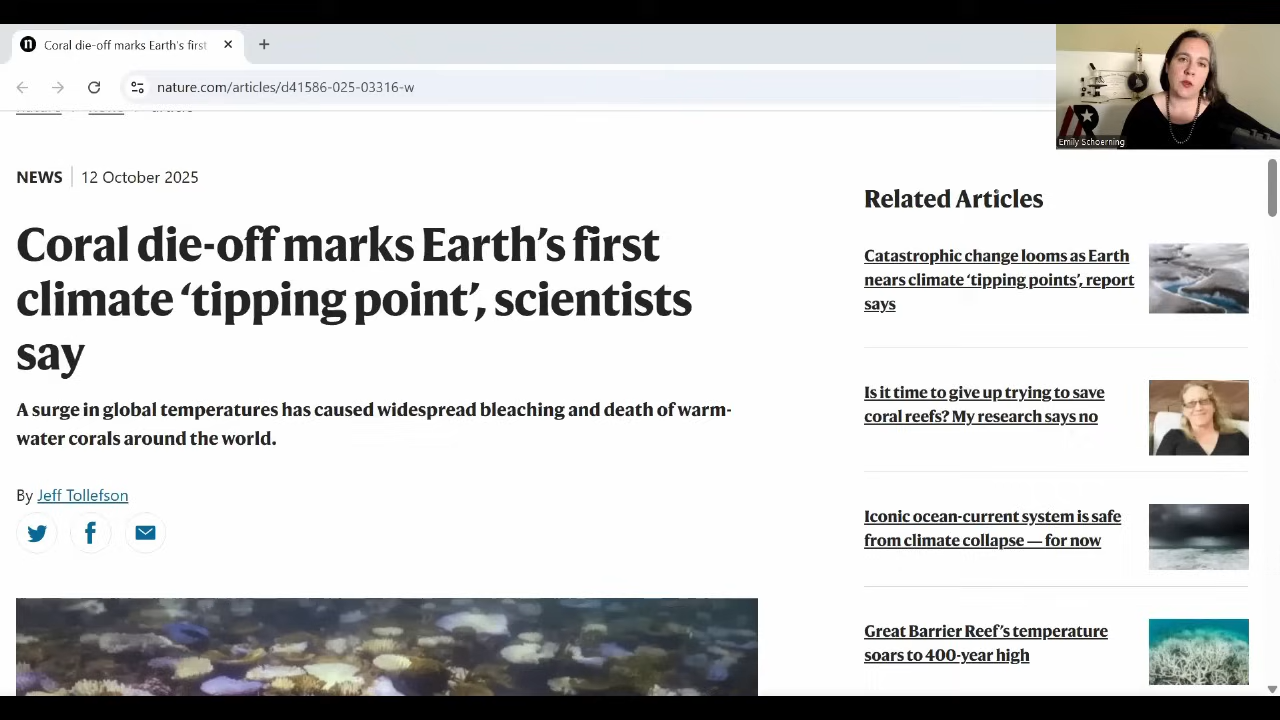 Coral die-off marks Earth's first
nature.com/articles/d41586-025-03316-w
Emily Schoerning
NEWS
12 October 2025
Coral die-off marks Earth's first
climate 'tipping point', scientists
say
A surge in global temperatures has caused widespread bleaching and death of warm-
water corals around the world.
By Jeff Tollefson
Related Articles
Catastrophic change looms as Earth
nears climate 'tipping points', report
says
Is it time to give up trying to save
coral reefs? My research says no
Iconic ocean-current system is safe
from climate collapse — for now
Great Barrier Reef's temperature
soars to 400-year high